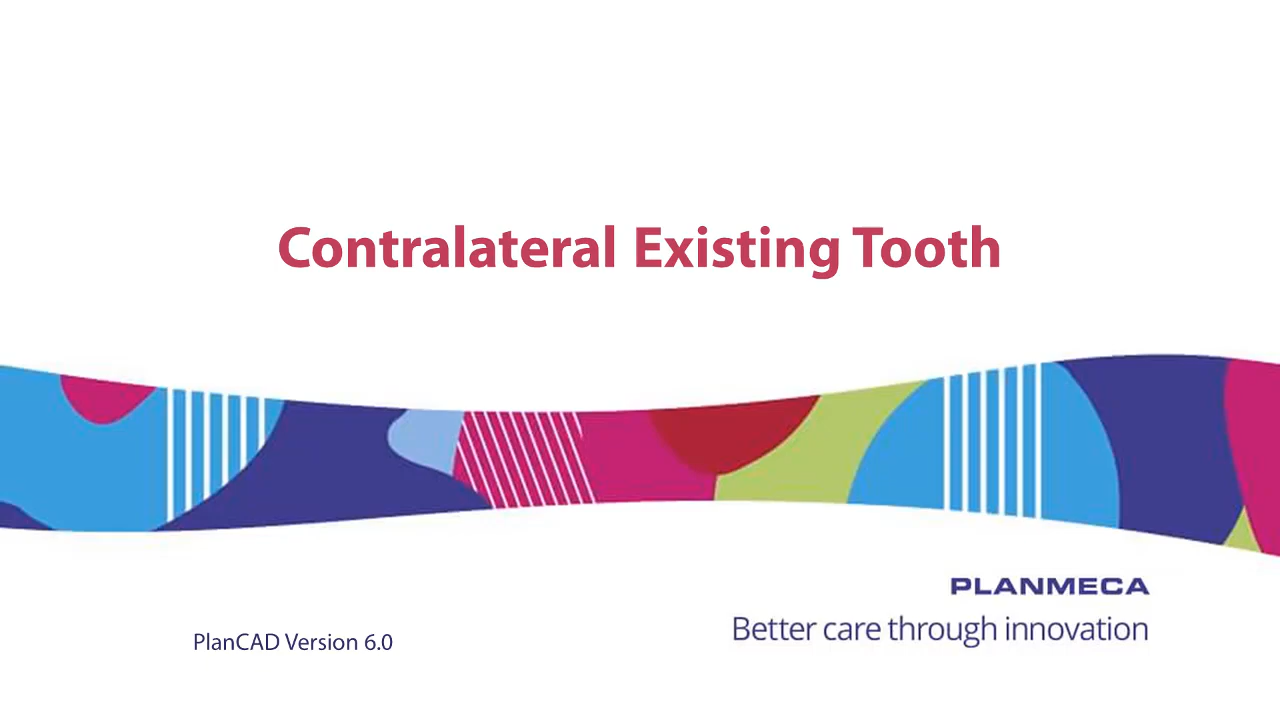 Contralateral Existing Tooth
PLANMECA
Better care through innovation
PlanCAD Version 6.0